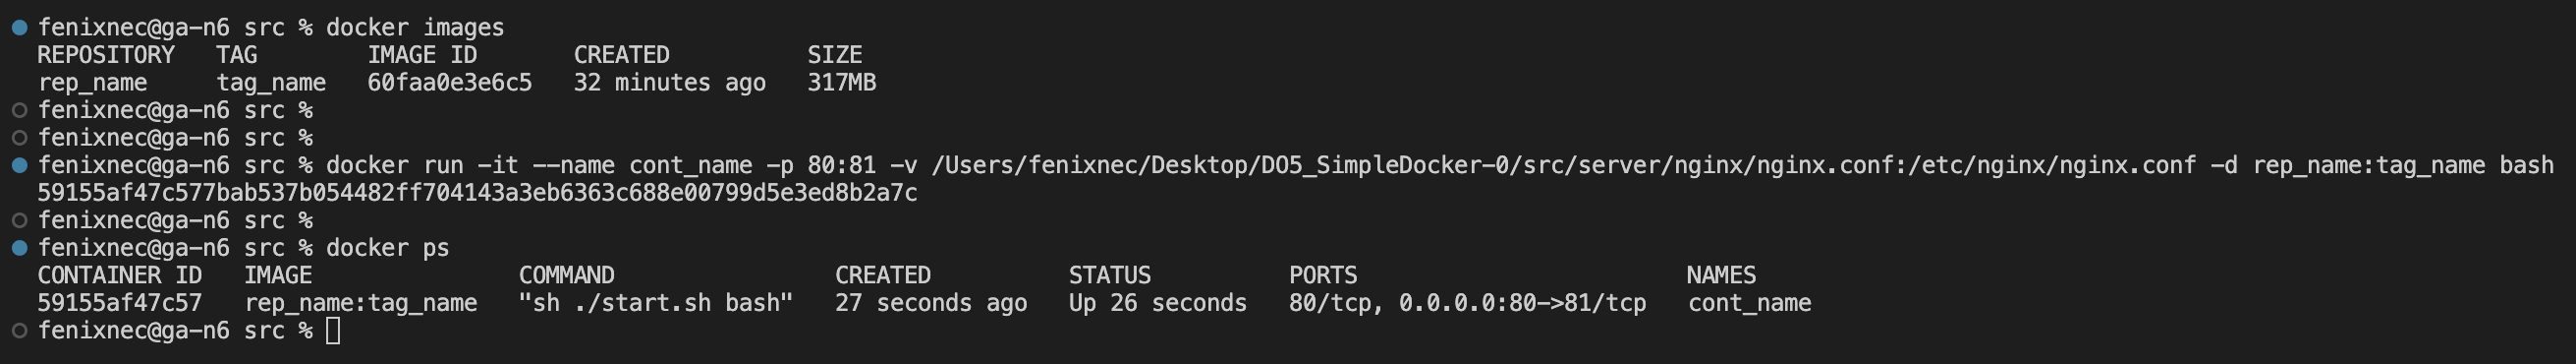 fenixnec@ga-n6 src % docker images
REPOSITORY   TAG        IMAGE ID       CREATED          SIZE
rep_name     tag_name   60faa0e3e6c5   32 minutes ago   317MB
fenixnec@ga-n6 src %
fenixnec@ga-n6 src %
fenixnec@ga-n6 src % docker run -it --name cont_name -p 80:81 -v /Users/fenixnec/Desktop/DO5_SimpleDocker-0/src/server/nginx/nginx.conf:/etc/nginx/nginx.conf -d rep_name:tag_name bash
59155af47c577bab537b054482ff704143a3eb6363c688e00799d5e3ed8b2a7c
fenixnec@ga-n6 src %
fenixnec@ga-n6 src % docker ps
CONTAINER ID   IMAGE               COMMAND                CREATED          STATUS          PORTS                        NAMES
59155af47c57   rep_name:tag_name   "sh ./start.sh bash"   27 seconds ago   Up 26 seconds   80/tcp, 0.0.0.0:80->81/tcp   cont_name
fenixnec@ga-n6 src %